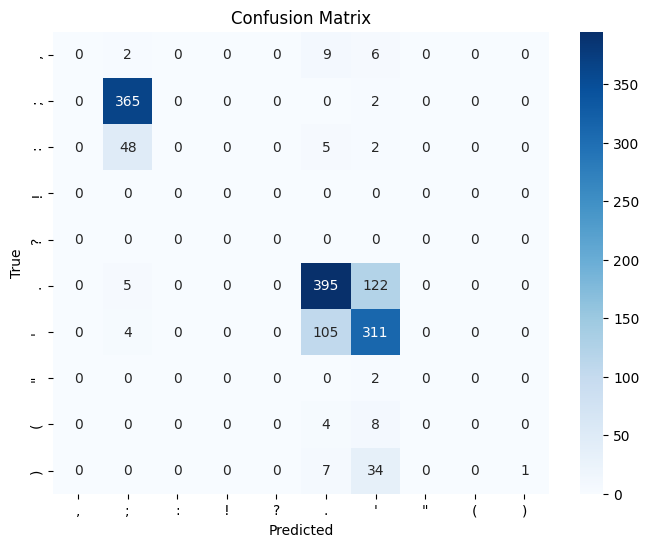 Confusion Matrix
, 0 2 0 0 0 9 6 0 0 0
; 0 365 0 0 0 0 2 0 0 0
: 0 48 0 0 0 5 2 0 0 0
! 0 0 0 0 0 0 0 0 0 0
? 0 0 0 0 0 0 0 0 0 0
. 0 5 0 0 0 395 122 0 0 0
' 0 4 0 0 0 105 311 0 0 0
" 0 0 0 0 0 0 2 0 0 0
( 0 0 0 0 0 4 8 0 0 0
) 0 0 0 0 0 7 34 0 0 1
, ; : ! ? . ' " ( )
Predicted
True
350
300
250
200
150
100
50
0